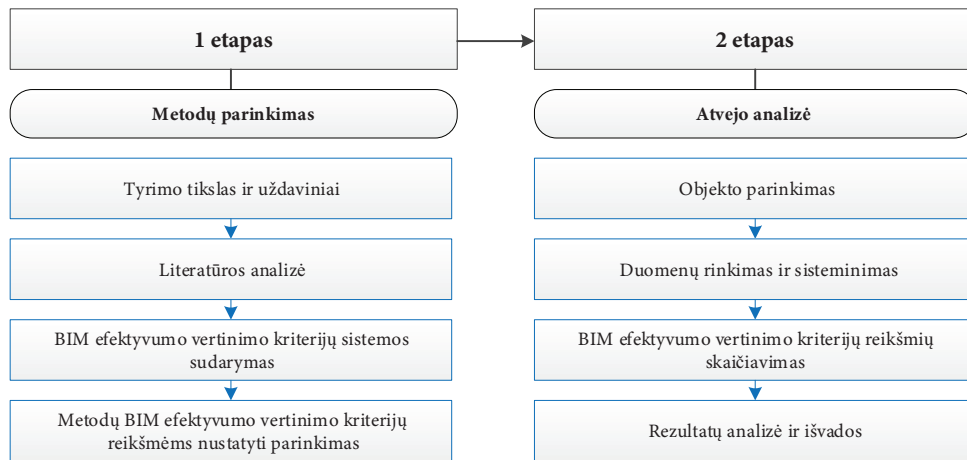 1 etapas
Metodų parinkimas
Tyrimo tikslas ir uždaviniai
Literatūros analizė
BIM efektyvumo vertinimo kriterijų sistemos
sudarymas
Metodų BIM efektyvumo vertinimo kriterijų
reikšmėms nustatyti parinkimas
2 etapas
Atvejo analizė
Objekto parinkimas
Duomenų rinkimas ir sisteminimas
BIM efektyvumo vertinimo kriterijų reikšmių
skaičiavimas
Rezultatų analizė ir išvados